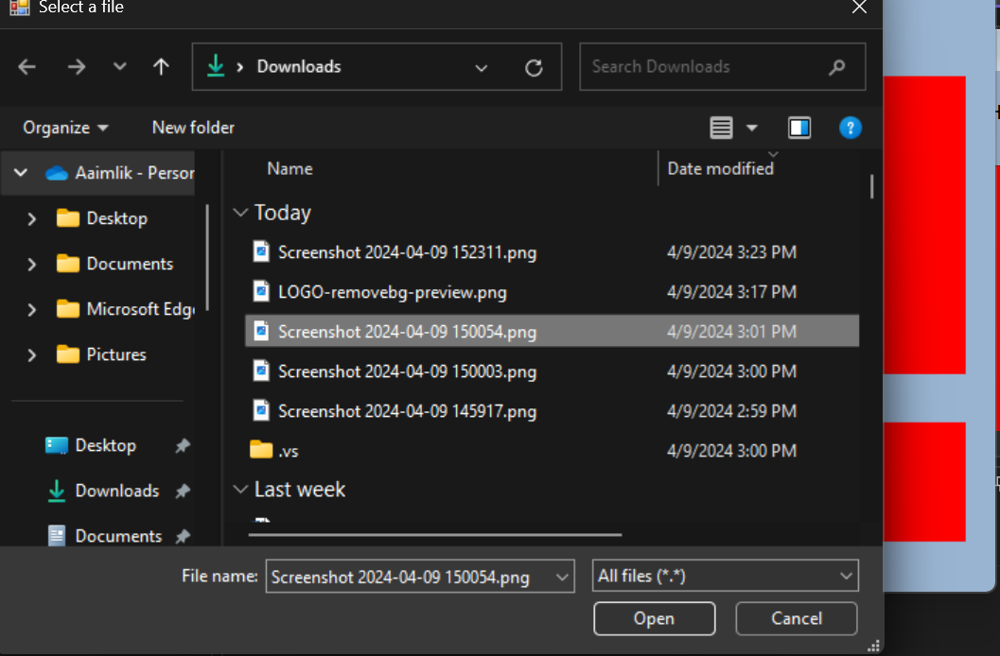 Select a file
Downloads
Search Downloads
Organize
New folder
Aaimlik - Person
Desktop
Documents
Microsoft Edge
Pictures
Desktop
Downloads
Documents
Name
Date modified
Today
Screenshot 2024-04-09 152311.png 4/9/2024 3:23 PM
LOGO-removebg-preview.png 4/9/2024 3:17 PM
Screenshot 2024-04-09 150054.png 4/9/2024 3:01 PM
Screenshot 2024-04-09 150003.png 4/9/2024 3:00 PM
Screenshot 2024-04-09 145917.png 4/9/2024 2:59 PM
.vs 4/9/2024 3:00 PM
Last week
File name: Screenshot 2024-04-09 150054.png
All files (*.*)
Open
Cancel